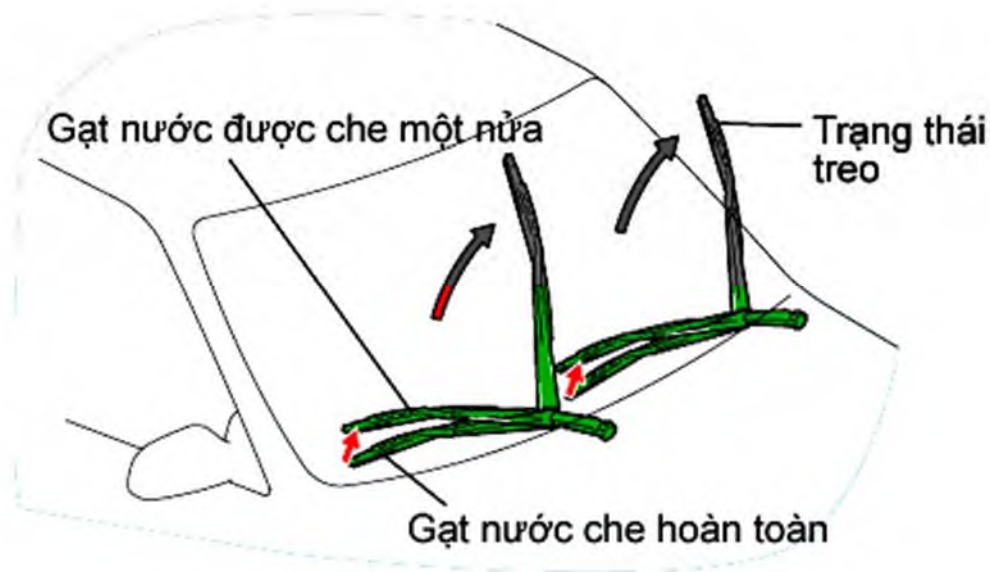 Gạt nước được che một nửa
Trạng thái
treo
Gạt nước che hoàn toàn